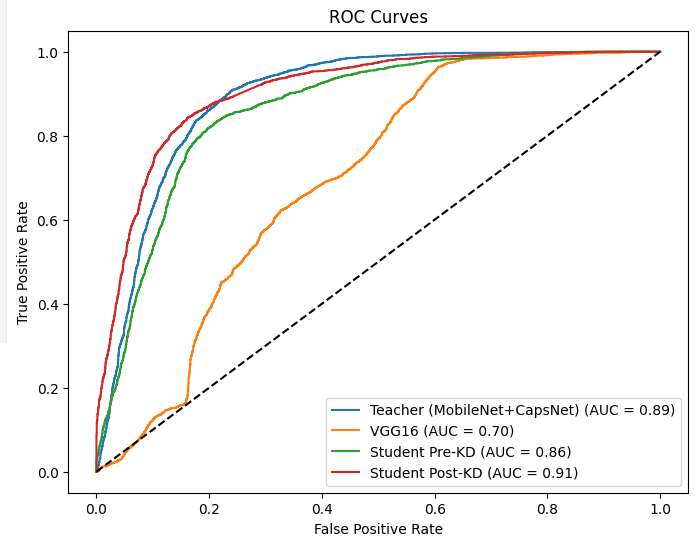 ROC Curves
1.0
0.8
0.6
0.4
0.2
0.0
True Positive Rate
Teacher (MobileNet+CapsNet) (AUC = 0.89)
VGG16 (AUC = 0.70)
Student Pre-KD (AUC = 0.86)
Student Post-KD (AUC = 0.91)
0.0 0.2 0.4 0.6 0.8 1.0
False Positive Rate